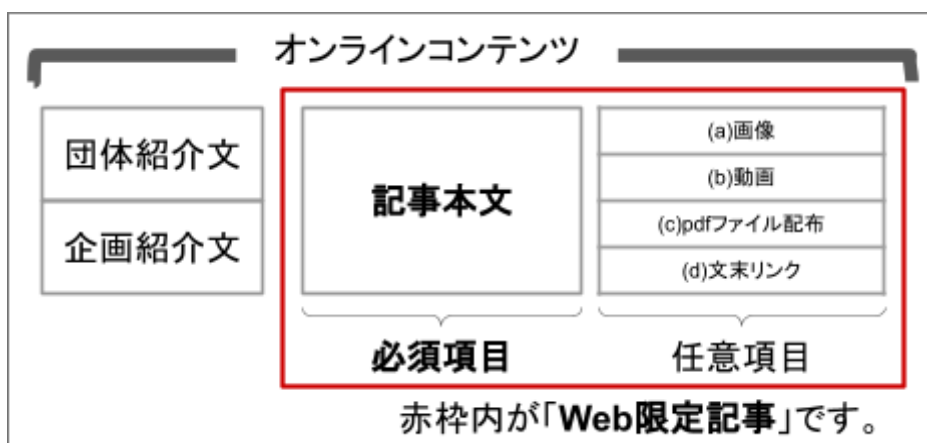 オンラインコンテンツ
団体紹介文
企画紹介文
記事本文
(a)画像
(b)動画
(c)pdfファイル配布
(d)文末リンク
必須項目
任意項目
赤枠内が「Web限定記事」です。